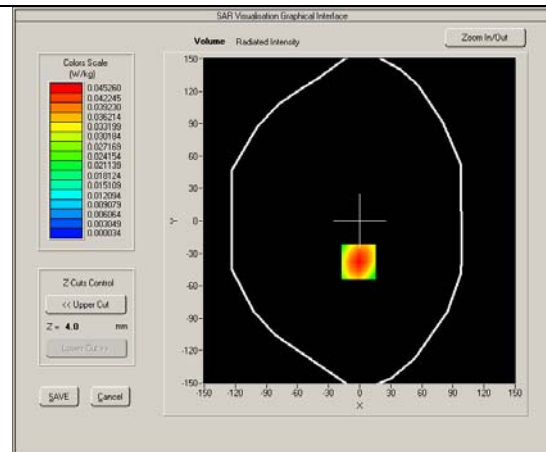 SAR Visualisation Graphical Interface
Volume Radiated Intensity
Zoom In/Out
Colors Scale
(W/kg)
0.045260
0.042245
0.039230
0.036214
0.033199
0.030184
0.027169
0.024154
0.021139
0.018124
0.015109
0.012094
0.009079
0.006064
0.003049
0.000034
Z-Cuts Control
<< Upper Cut
Z = 4.0 mm
Lower Cut >>
SAVE
Cancel
150
120
90
60
30
0
-30
-60
-90
-120
-150
Y
-150 -120 -90 -60 -30 0 30 60 90 120 150
X